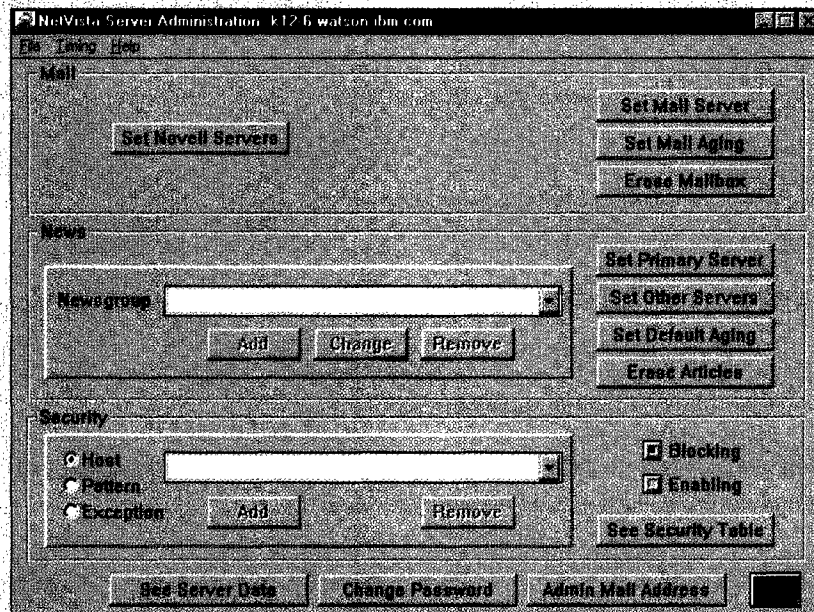 NetVista Server Administration k12-6.watson.ibm.com
File Timing Help
Mail
Set Novell Servers
Set Mail Server
Set Mail Aging
Erase Mailbox
News
Newsgroup
Add Change Remove
Set Primary Server
Set Other Servers
Set Default Aging
Erase Articles
Security
Host
Pattern
Exception
Add Remove
Blocking
Enabling
See Security Table
See Server Data Change Password Admin Mail Address